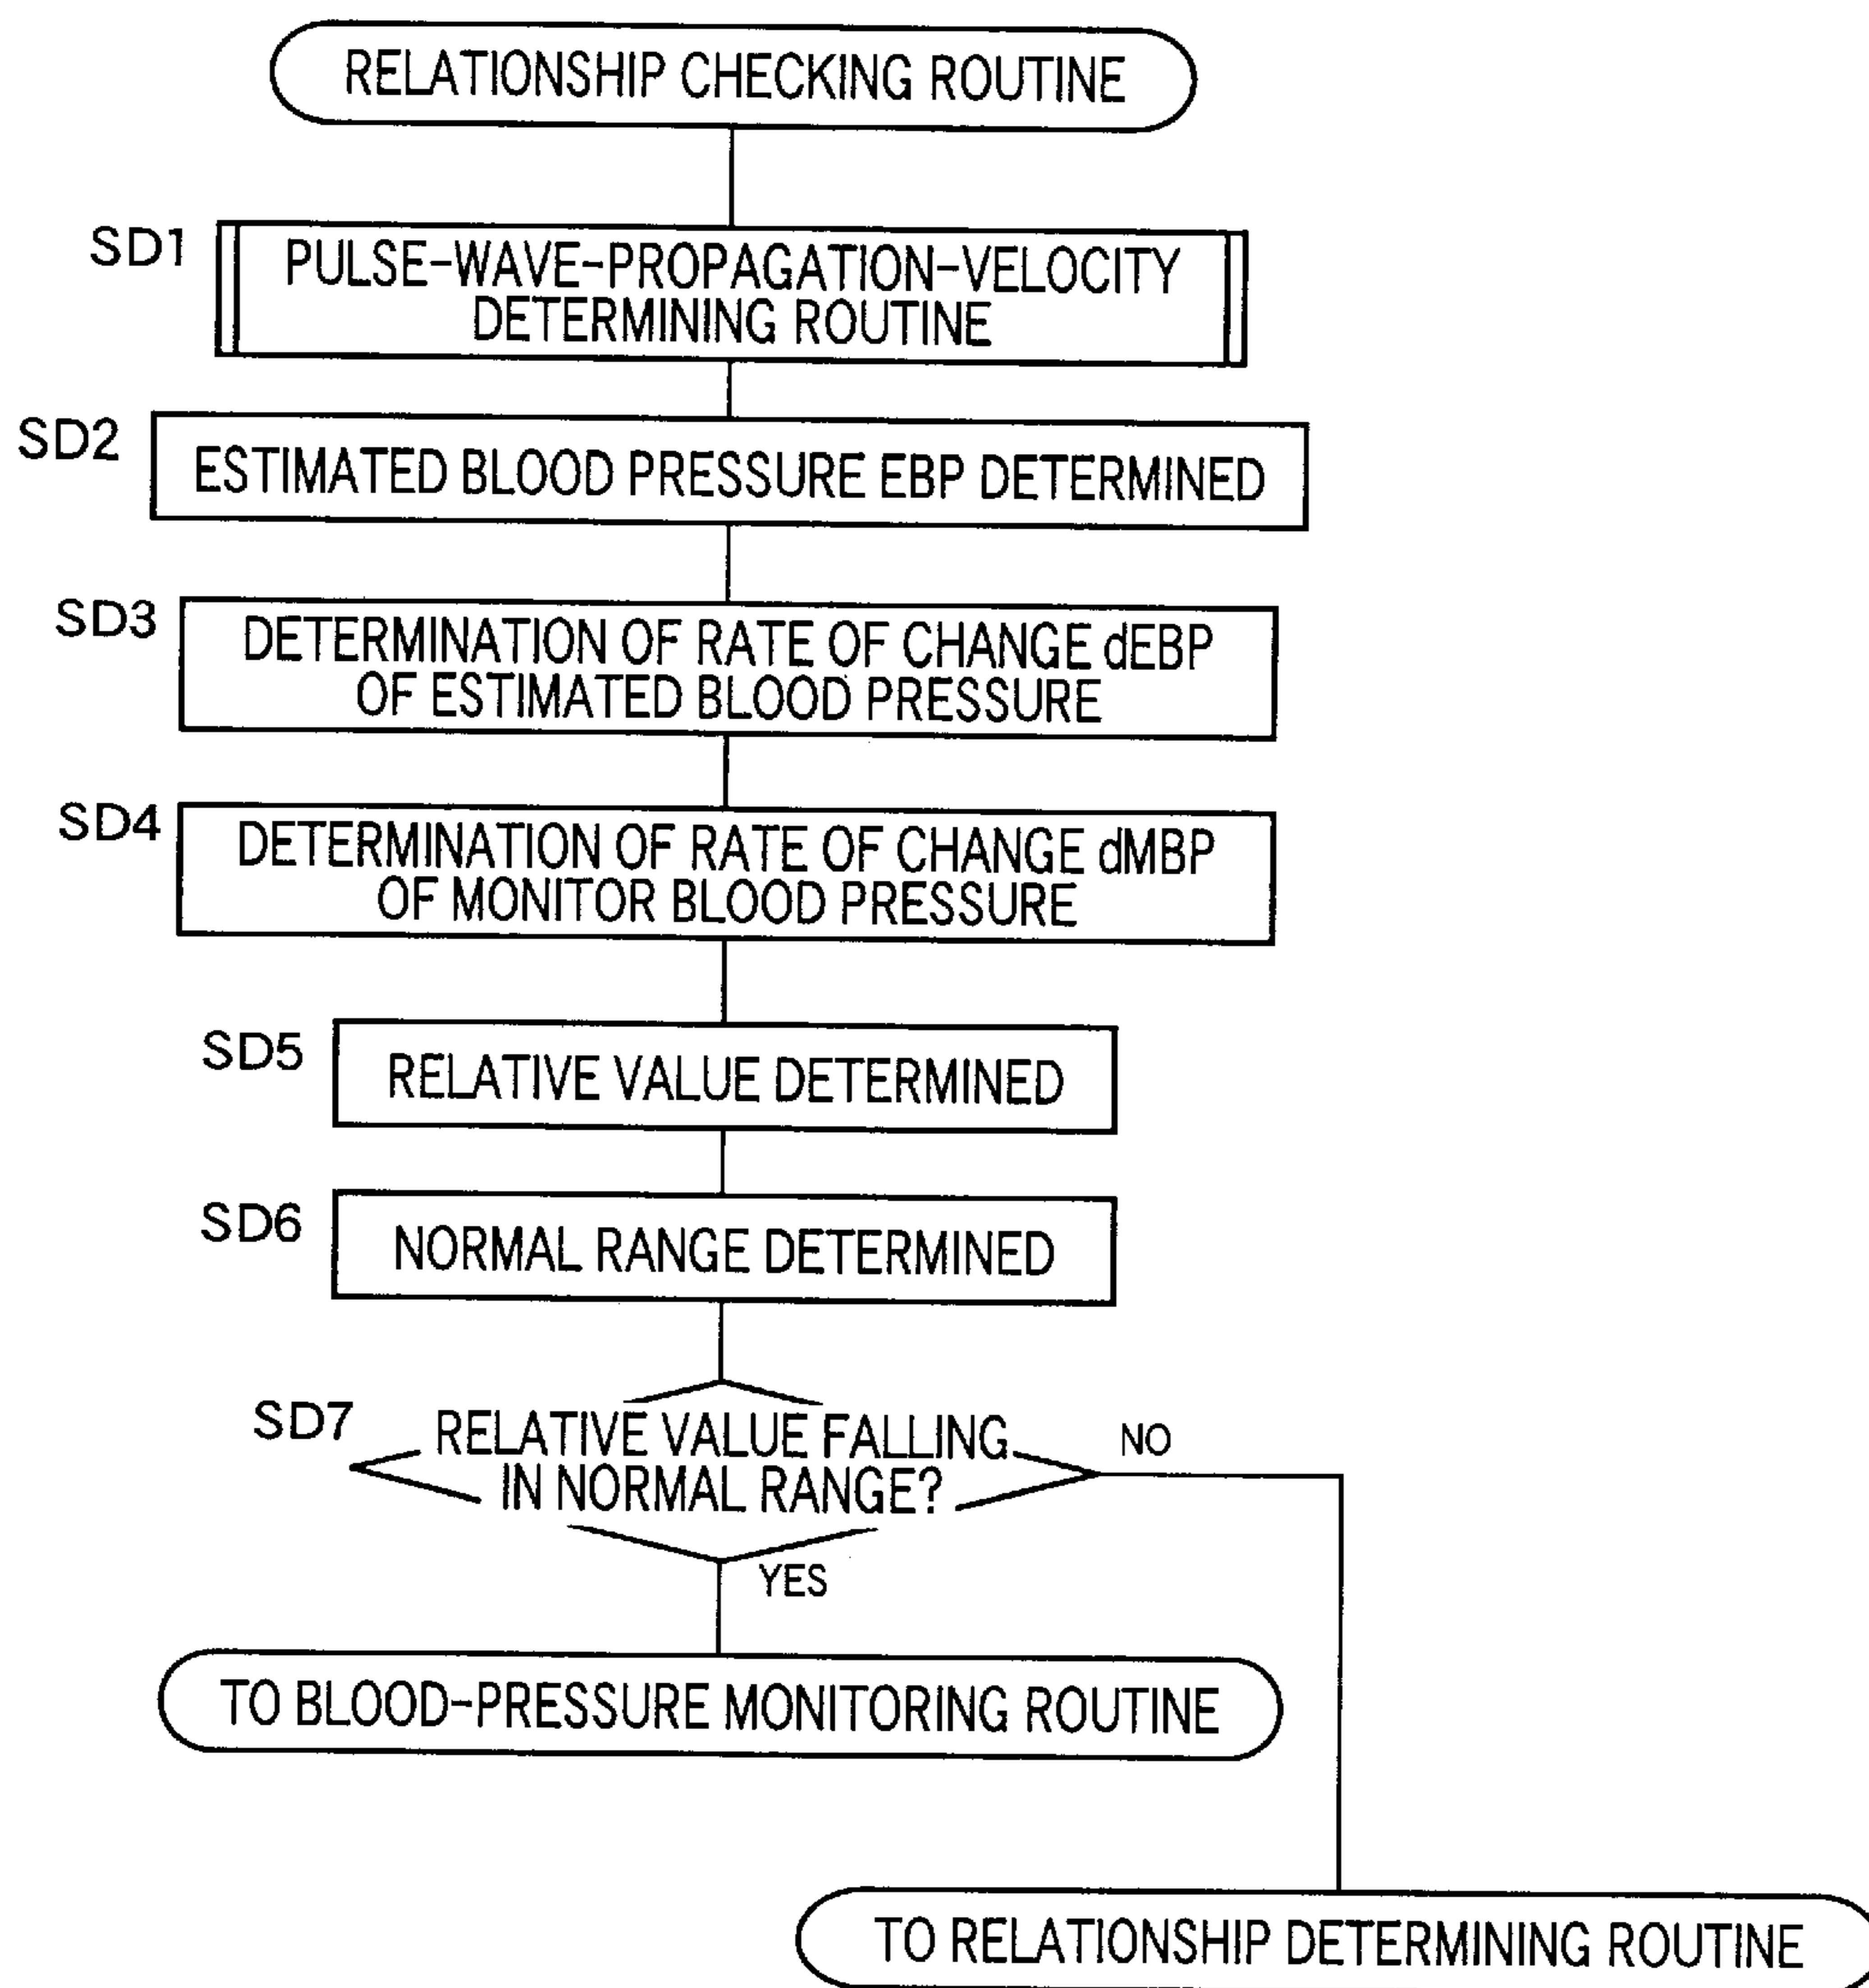 RELATIONSHIP CHECKING ROUTINE
SD1
PULSE-WAVE-PROPAGATION-VELOCITY
DETERMINING ROUTINE
SD2
ESTIMATED BLOOD PRESSURE EBP DETERMINED
SD3
DETERMINATION OF RATE OF CHANGE dEBP
OF ESTIMATED BLOOD PRESSURE
SD4
DETERMINATION OF RATE OF CHANGE dMBP
OF MONITOR BLOOD PRESSURE
SD5
RELATIVE VALUE DETERMINED
SD6
NORMAL RANGE DETERMINED
SD7
RELATIVE VALUE FALLING
IN NORMAL RANGE?
NO
YES
TO BLOOD-PRESSURE MONITORING ROUTINE
TO RELATIONSHIP DETERMINING ROUTINE